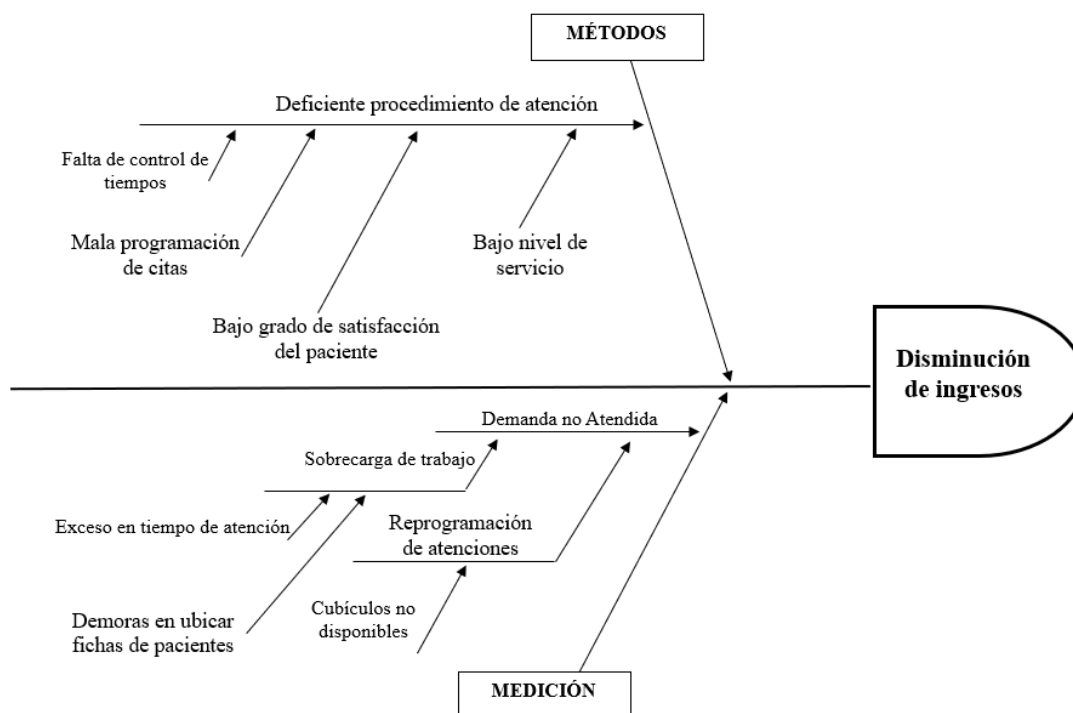 MÉTODOS
Deficiente procedimiento de atención
Falta de control de
tiempos
Mala programación
de citas
Bajo nivel de
servicio
Bajo grado de satisfacción
del paciente
Disminución
de ingresos
Demanda no Atendida
Sobrecarga de trabajo
Exceso en tiempo de atención
Reprogramación
de atenciones
Cubículos no
disponibles
Demoras en ubicar
fichas de pacientes
MEDICIÓN